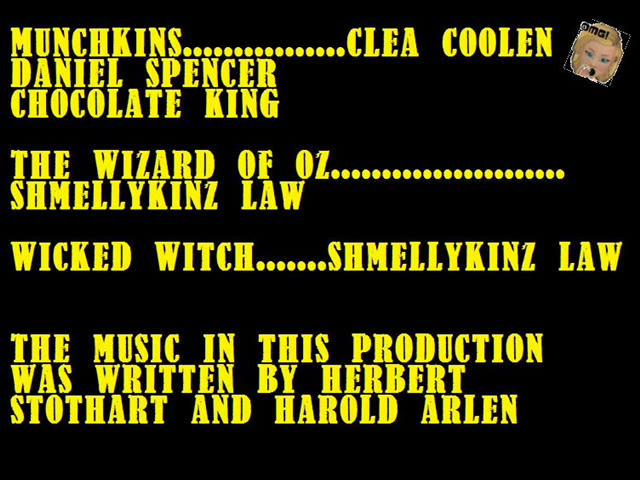 OMG!
MUNCHKINS................CLEA COOLEN
DANIEL SPENCER
CHOCOLATE KING
THE WIZARD OF OZ.......................
SHMELLYKINZ LAW
WICKED WITCH.......SHMELLYKINZ LAW
THE MUSIC IN THIS PRODUCTION
WAS WRITTEN BY HERBERT
STOTHART AND HAROLD ARLEN